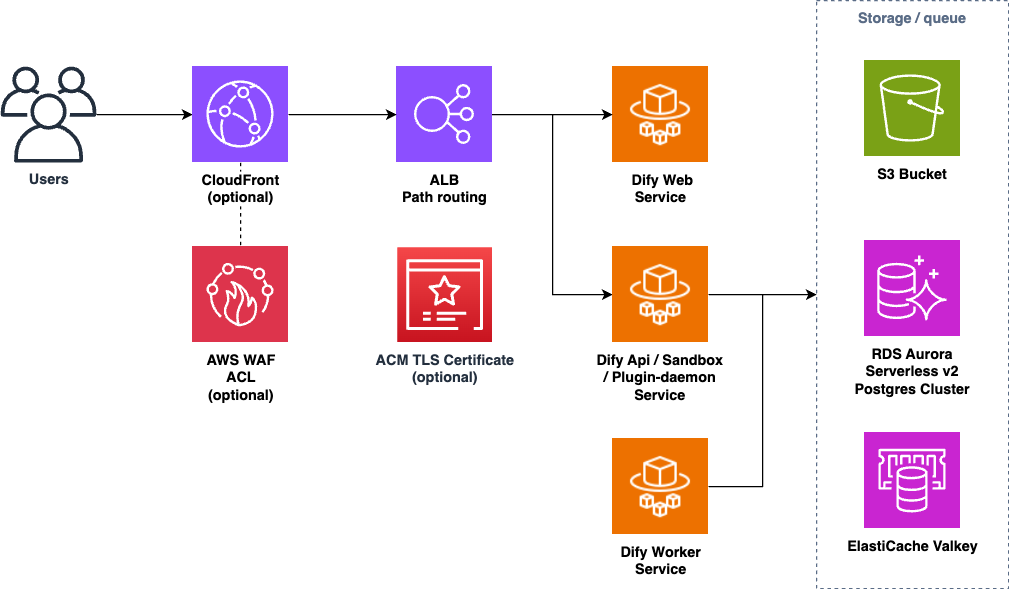 Storage / queue
Users
CloudFront
(optional)
ALB
Path routing
Dify Web
Service
S3 Bucket
AWS WAF
ACL
(optional)
ACM TLS Certificate
(optional)
Dify Api / Sandbox
/ Plugin-daemon
Service
RDS Aurora
Serverless v2
Postgres Cluster
Dify Worker
Service
ElastiCache Valkey